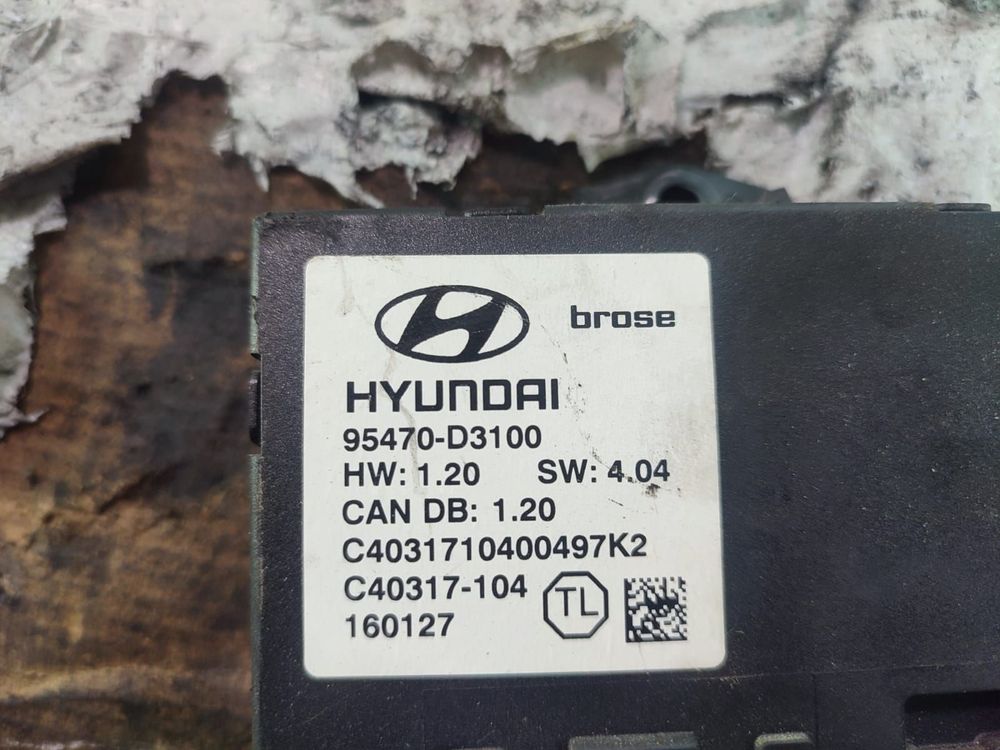 brose
HYUNDAI
95470-D3100
HW: 1.20 SW: 4.04
CAN DB: 1.20
C4031710400497K2
C40317-104
TL
160127